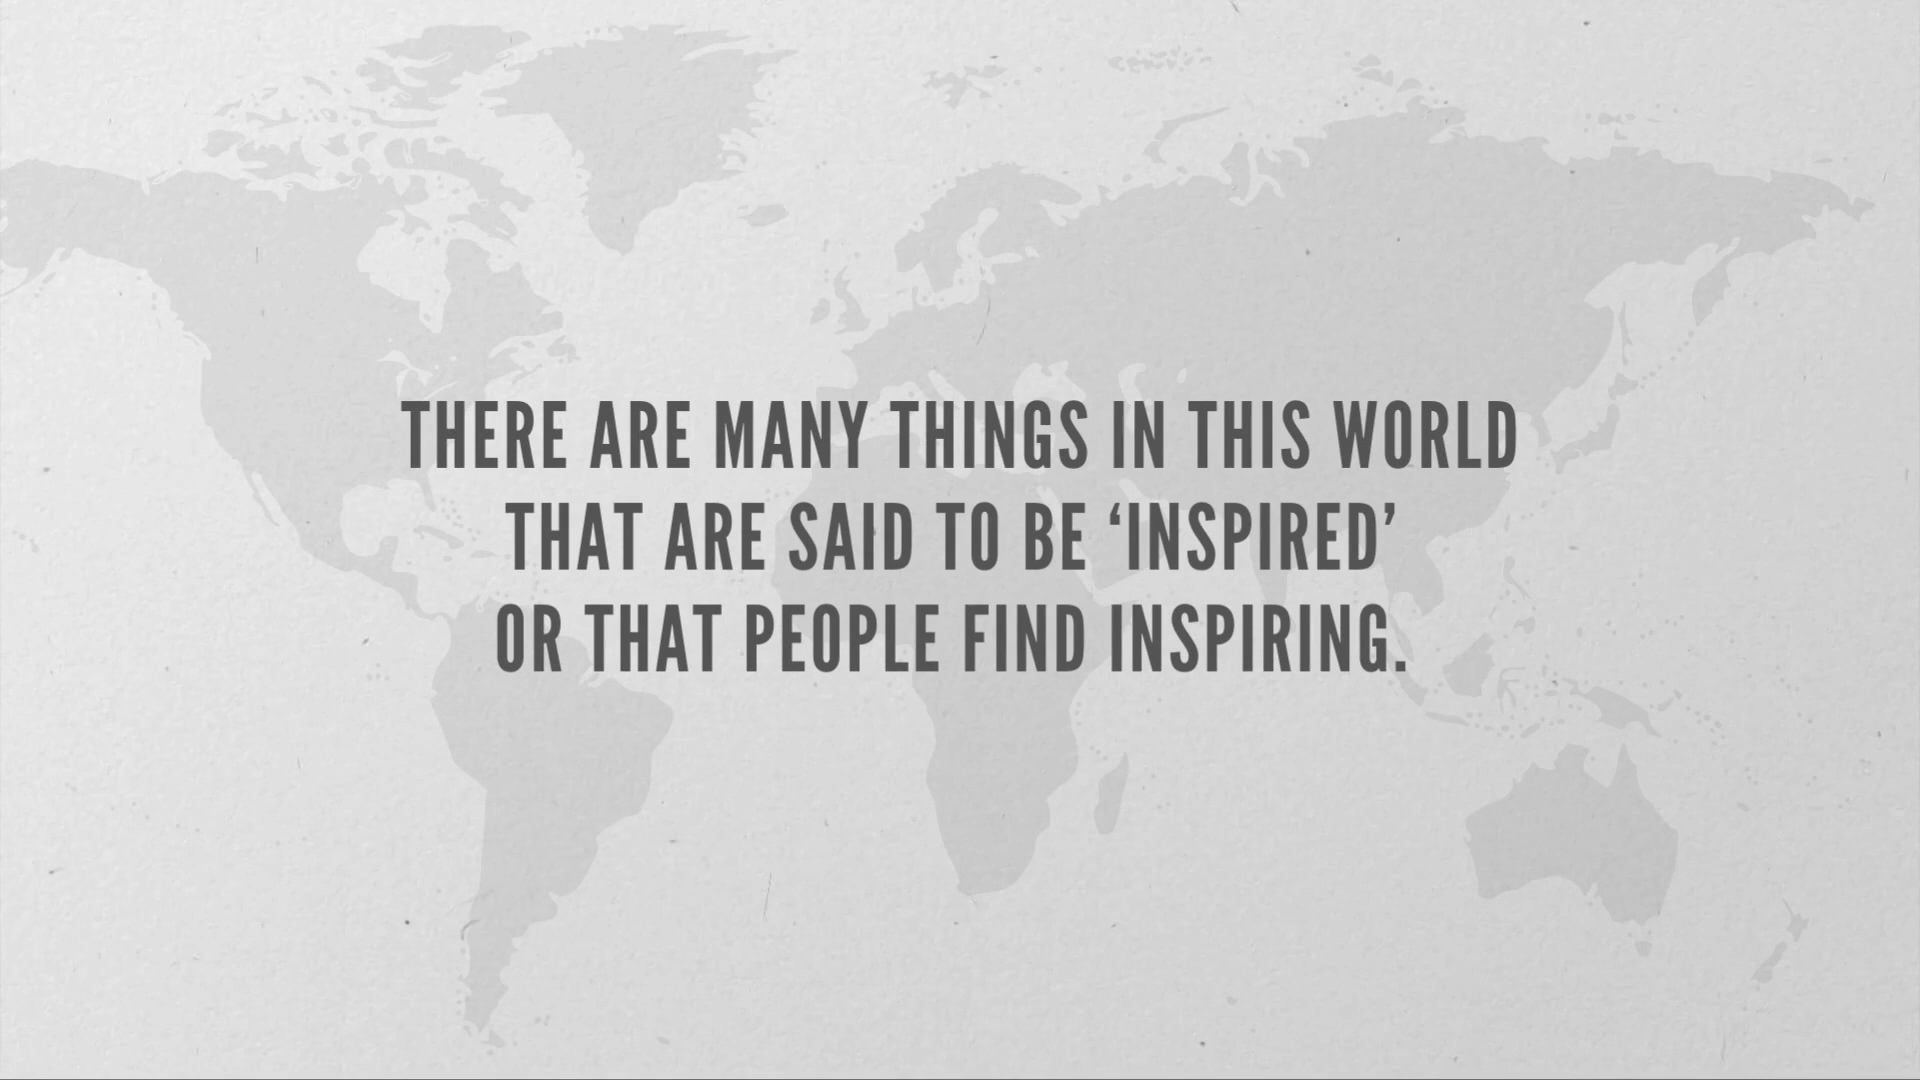 THERE ARE MANY THINGS IN THIS WORLD
THAT ARE SAID TO BE ‘INSPIRED’
OR THAT PEOPLE FIND INSPIRING.